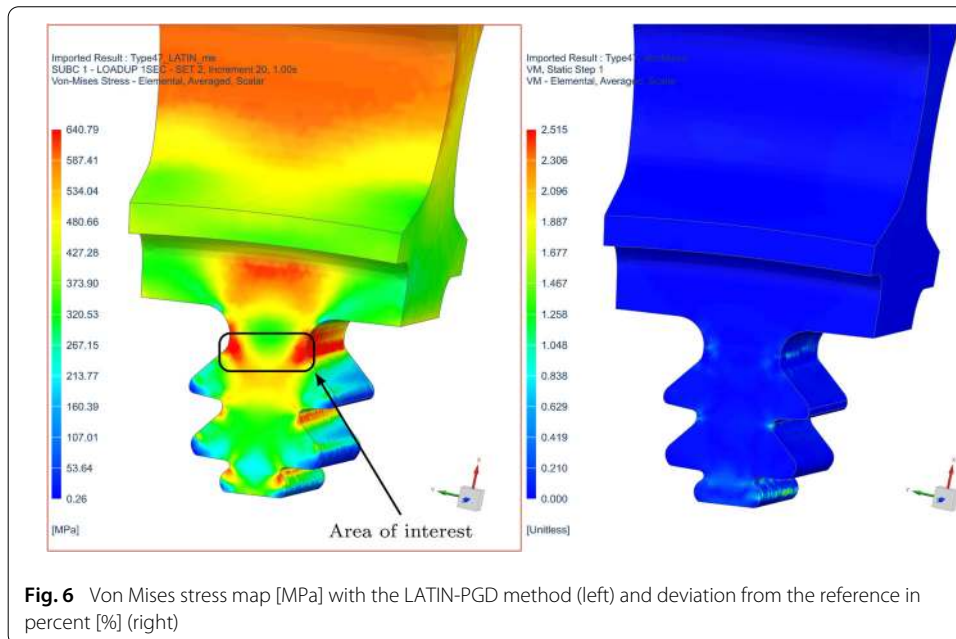 Imported Result : Type47_LATIN_me
SUBC 1 - LOADUP 1SEC - SET 2, Increment 20, 1.00s
Von-Mises Stress - Elemental, Averaged, Scalar
640.79
587.41
534.04
480.66
427.28
373.90
320.53
267.15
213.77
160.39
107.01
53.64
0.26
[MPa]
Area of interest
Imported Result : Type47
VM, Static Step 1
VM - Elemental, Averaged, Scalar
2.515
2.306
2.096
1.887
1.677
1.467
1.258
1.048
0.838
0.629
0.419
0.210
0.000
[Unitless]
Fig. 6 Von Mises stress map [MPa] with the LATIN-PGD method (left) and deviation from the reference in
percent [%] (right)